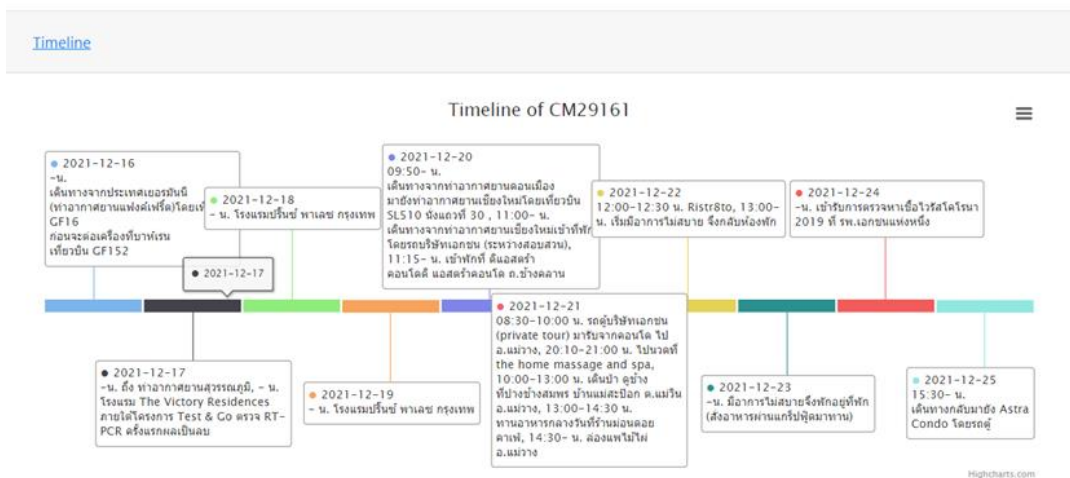 Timeline
Timeline of CM29161
2021-12-16
-น.
เดินทางจากประเทศเยอรมันนี
(ท่าอากาศยานแฟงค์เฟริ์ต)โดยเที่
GF16
ก่อนจะต่อเครื่องที่บาห์เรน
เที่ยวบิน GF152
2021-12-18
- น. โรงแรมปริ้นซ์ พาเลซ กรุงเทพ
2021-12-17
2021-12-20
09:50- น.
เดินทางจากท่าอากาศยานดอนเมือง
มายังท่าอากาศยานเชียงใหม่โดยเที่ยวบิน
SL510 นั่งแถวที่ 30 , 11:00- น.
เดินทางจากท่าอากาศยานเชียงใหม่เข้าที่พัก
โดยรถบริษัทเอกชน (ระหว่างสอบสวน),
11:15- น. เข้าพักที่ ดิแอสตร้า
คอนโดดิ แอสตร้าคอนโด ถ.ช้างคลาน
2021-12-22
12:00-12:30 น. Ristr8to, 13:00-
น. เริ่มมีอาการไม่สบาย จึงกลับห้องพัก
2021-12-24
-น. เข้ารับการตรวจหาเชื้อไวรัสโคโรนา
2019 ที่ รพ.เอกชนแห่งหนึ่ง
2021-12-17
-น. ถึง ท่าอากาศยานสุวรรณภูมิ, - น.
โรงแรม The Victory Residences
ภายใต้โครงการ Test & Go ตรวจ RT-
PCR ครั้งแรกผลเป็นลบ
2021-12-19
- น. โรงแรมปริ้นซ์ พาเลซ กรุงเทพ
2021-12-21
08:30-10:00 น. รถตู้บริษัทเอกชน
(private tour) มารับจากคอนโด ไป
อ.แม่วาง, 20:10-21:00 น. ไปนวดที่
the home massage and spa,
10:00-13:00 น. เดินป่า ดูช้าง
ที่ปางช้างสมพร บ้านแม่สะป๊อก ต.แม่วิน
อ.แม่วาง, 13:00-14:30 น.
ทานอาหารกลางวันที่ร้านม่อนดอย
คาเฟ่, 14:30- น. ล่องแพไม้ไผ่
อ.แม่วาง
2021-12-23
-น. มีอาการไม่สบายจึงพักอยู่ที่พัก
(สั่งอาหารผ่านแกร็ปฟู้ดมาทาน)
2021-12-25
15:30- น.
เดินทางกลับมายัง Astra
Condo โดยรถตู้
Highcharts.com